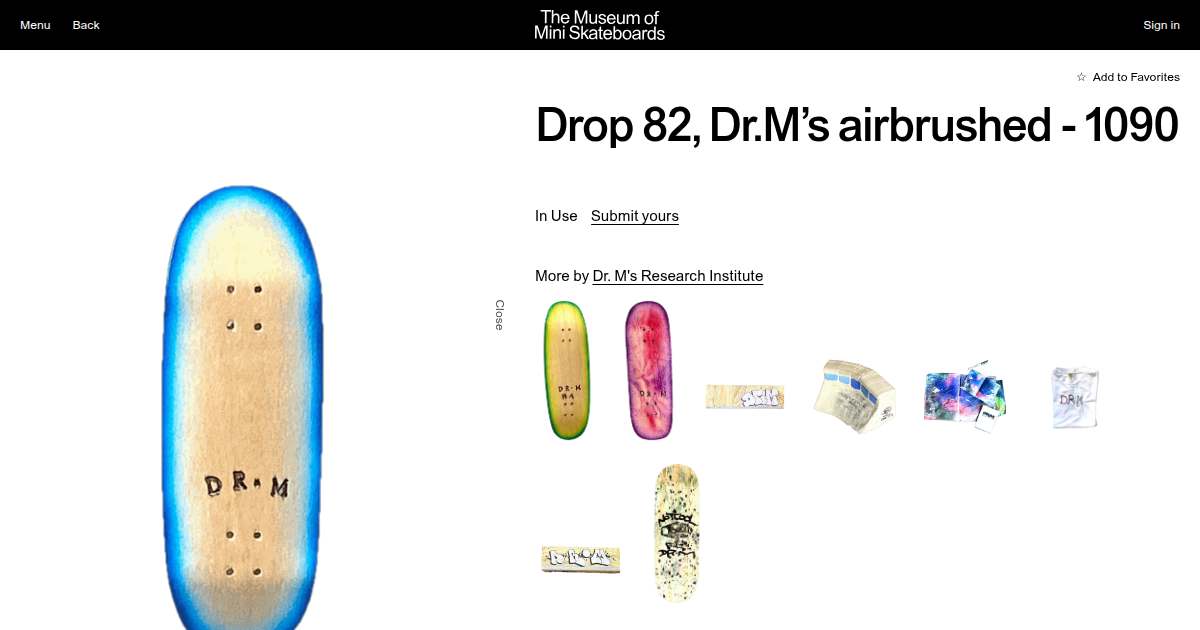 Menu
Back
The Museum of
Mini Skateboards
Sign in
☆ Add to Favorites
Drop 82, Dr.M’s airbrushed - 1090
In Use Submit yours
More by Dr. M's Research Institute
Close
DR.M
DR.M
DR.M
DRM